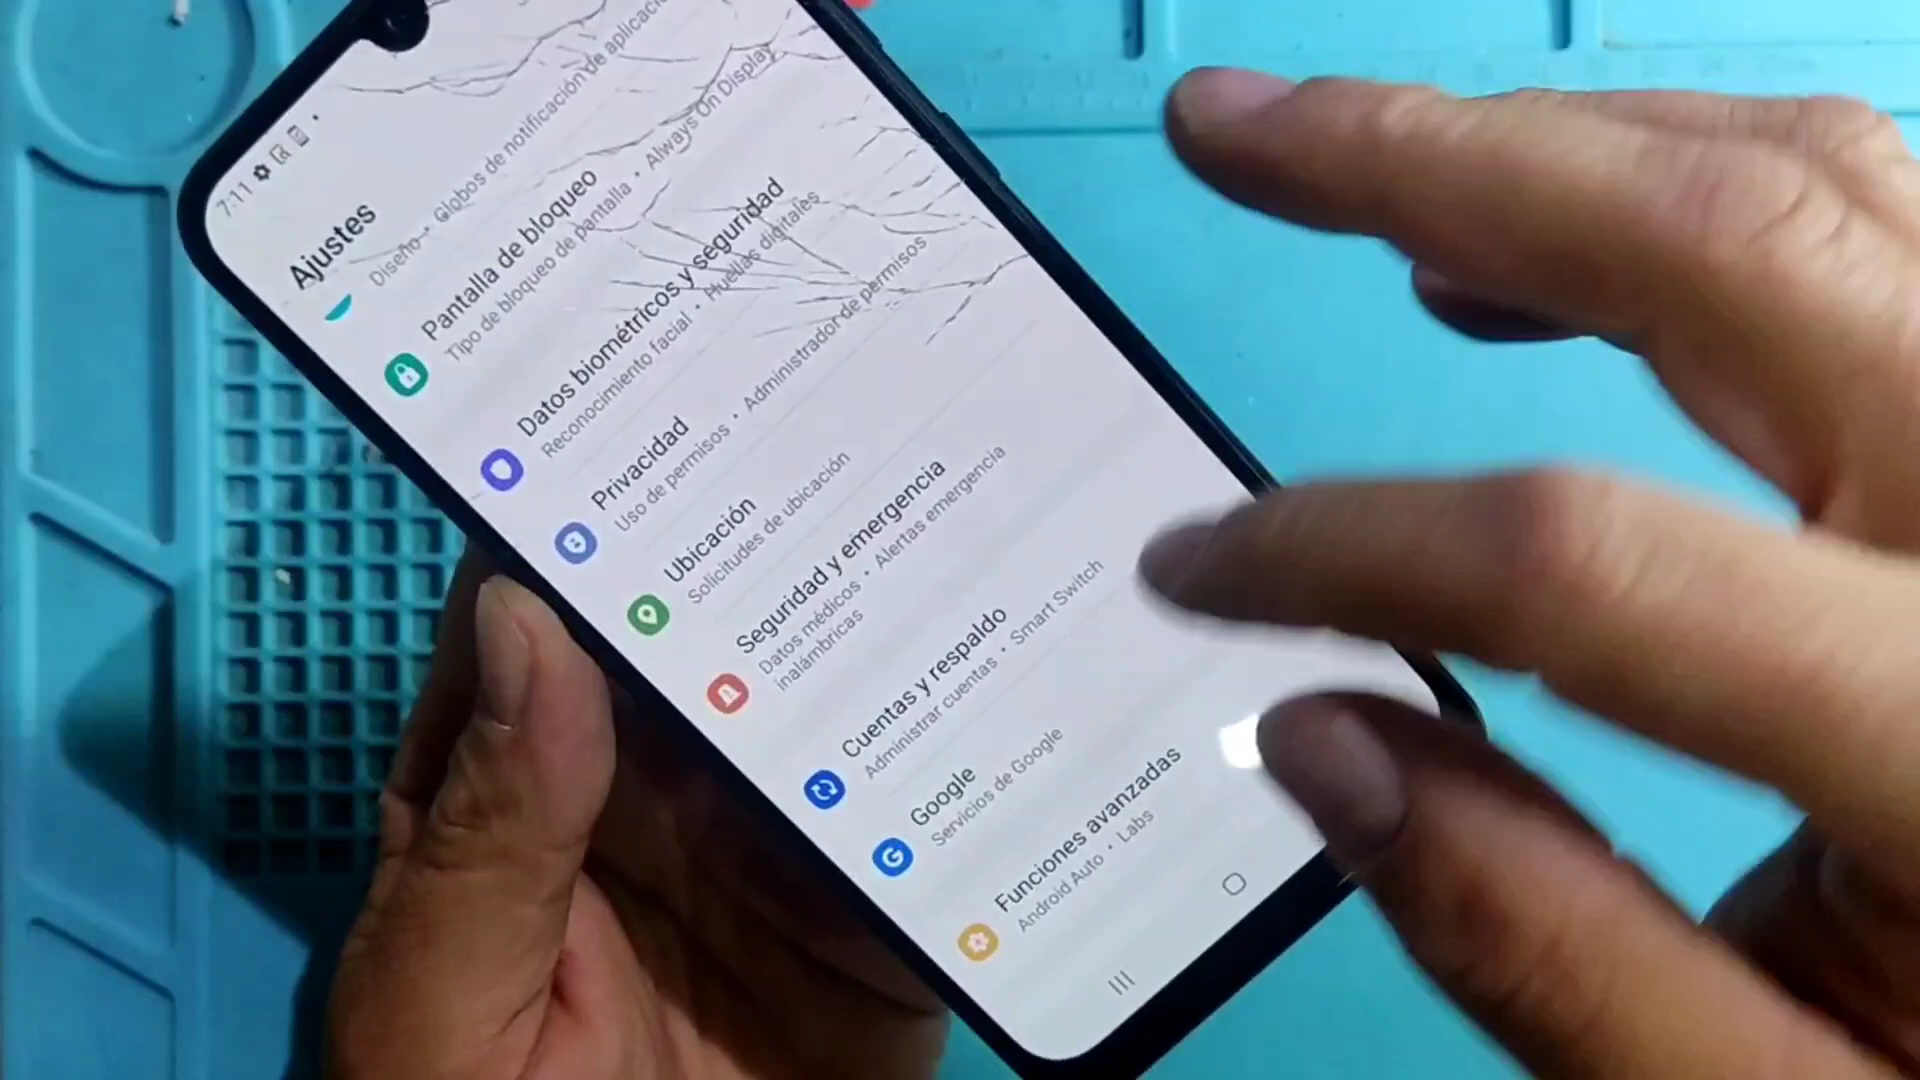 7:11
Ajustes
Diseño • Globos de notificación de aplicació
Pantalla de bloqueo
Tipo de bloqueo de pantalla • Always On Display
Datos biométricos y seguridad
Reconocimiento facial • Huellas digitales
Privacidad
Uso de permisos • Administrador de permisos
Ubicación
Solicitudes de ubicación
Seguridad y emergencia
Datos médicos • Alertas emergencia
inalámbricas
Cuentas y respaldo
Administrar cuentas • Smart Switch
Google
Servicios de Google
Funciones avanzadas
Android Auto • Labs